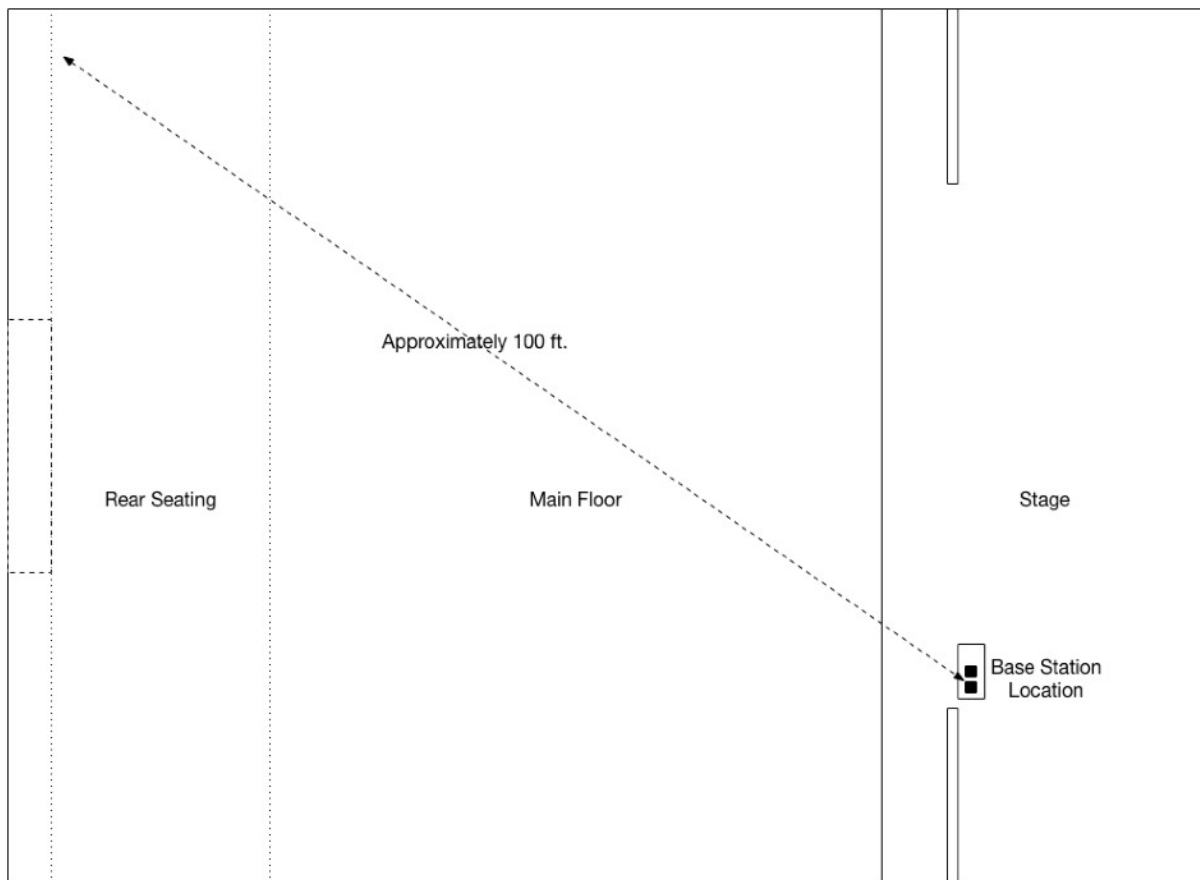 Approximately 100 ft.
Rear Seating
Main Floor
Stage
Base Station
Location